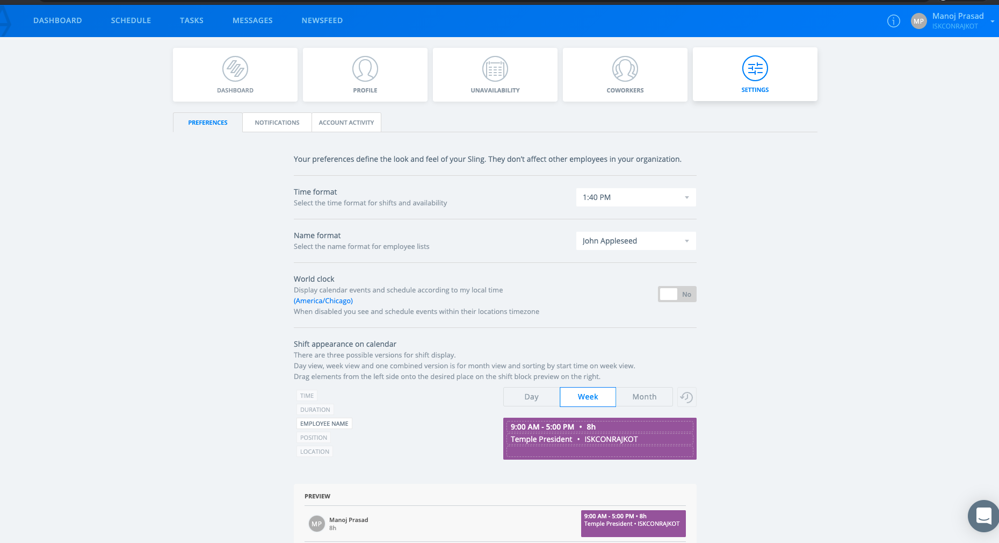 DASHBOARD SCHEDULE TASKS MESSAGES NEWSFEED
MP Manoj Prasad
ISKCONRAJKOT
DASHBOARD PROFILE UNAVAILABILITY COWORKERS SETTINGS
PREFERENCES NOTIFICATIONS ACCOUNT ACTIVITY
Your preferences define the look and feel of your Sling. They don’t affect other employees in your organization.
Time format
Select the time format for shifts and availability
1:40 PM
Name format
Select the name format for employee lists
John Appleseed
World clock
Display calendar events and schedule according to my local time
(America/Chicago)
When disabled you see and schedule events within their locations timezone
No
Shift appearance on calendar
There are three possible versions for shift display.
Day view, week view and one combined version is for month view and sorting by start time on week view.
Drag elements from the left side onto the desired place on the shift block preview on the right.
TIME
DURATION
EMPLOYEE NAME
POSITION
LOCATION
Day Week Month
9:00 AM - 5:00 PM • 8h
Temple President • ISKCONRAJKOT
PREVIEW
MP Manoj Prasad
8h
9:00 AM - 5:00 PM • 8h
Temple President • ISKCONRAJKOT